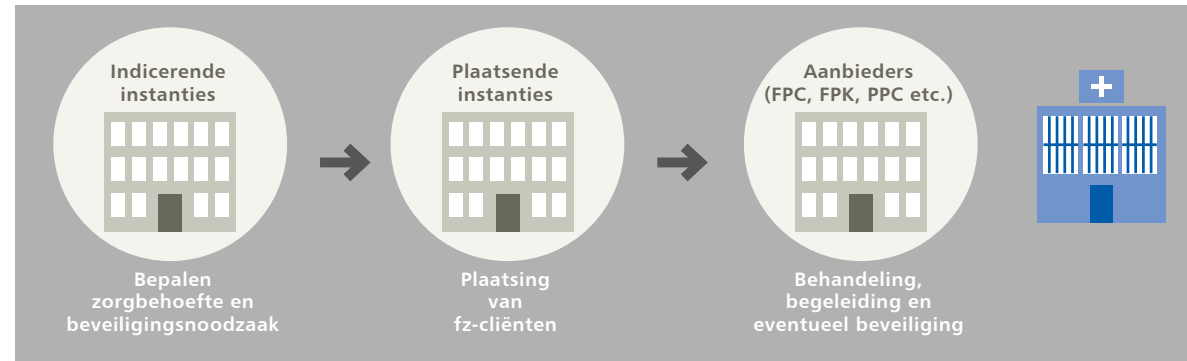 Indicerende
instanties
Bepalen
zorgbehoefte en
beveiligingsnoodzaak
Plaatsende
instanties
Plaatsing
van
fz-cliënten
Aanbieders
(FPC, FPK, PPC etc.)
Behandeling,
begeleiding en
eventueel beveiliging